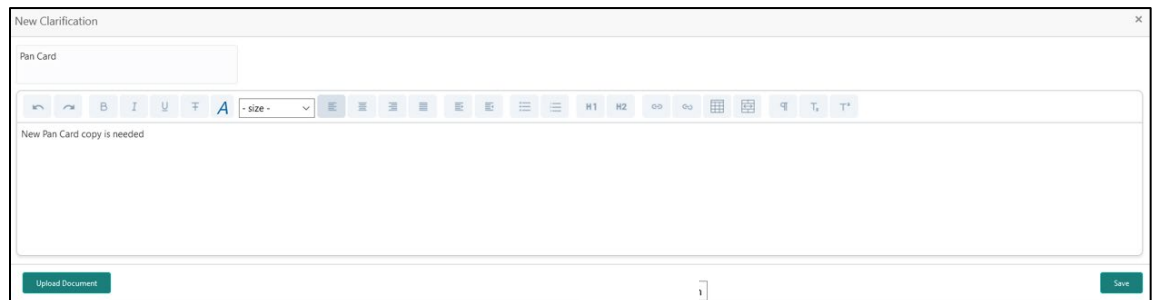 New Clarification ×
Pan Card
B I U T A - size - H1 H2 ¶ T T
New Pan Card copy is needed
Upload Document Save